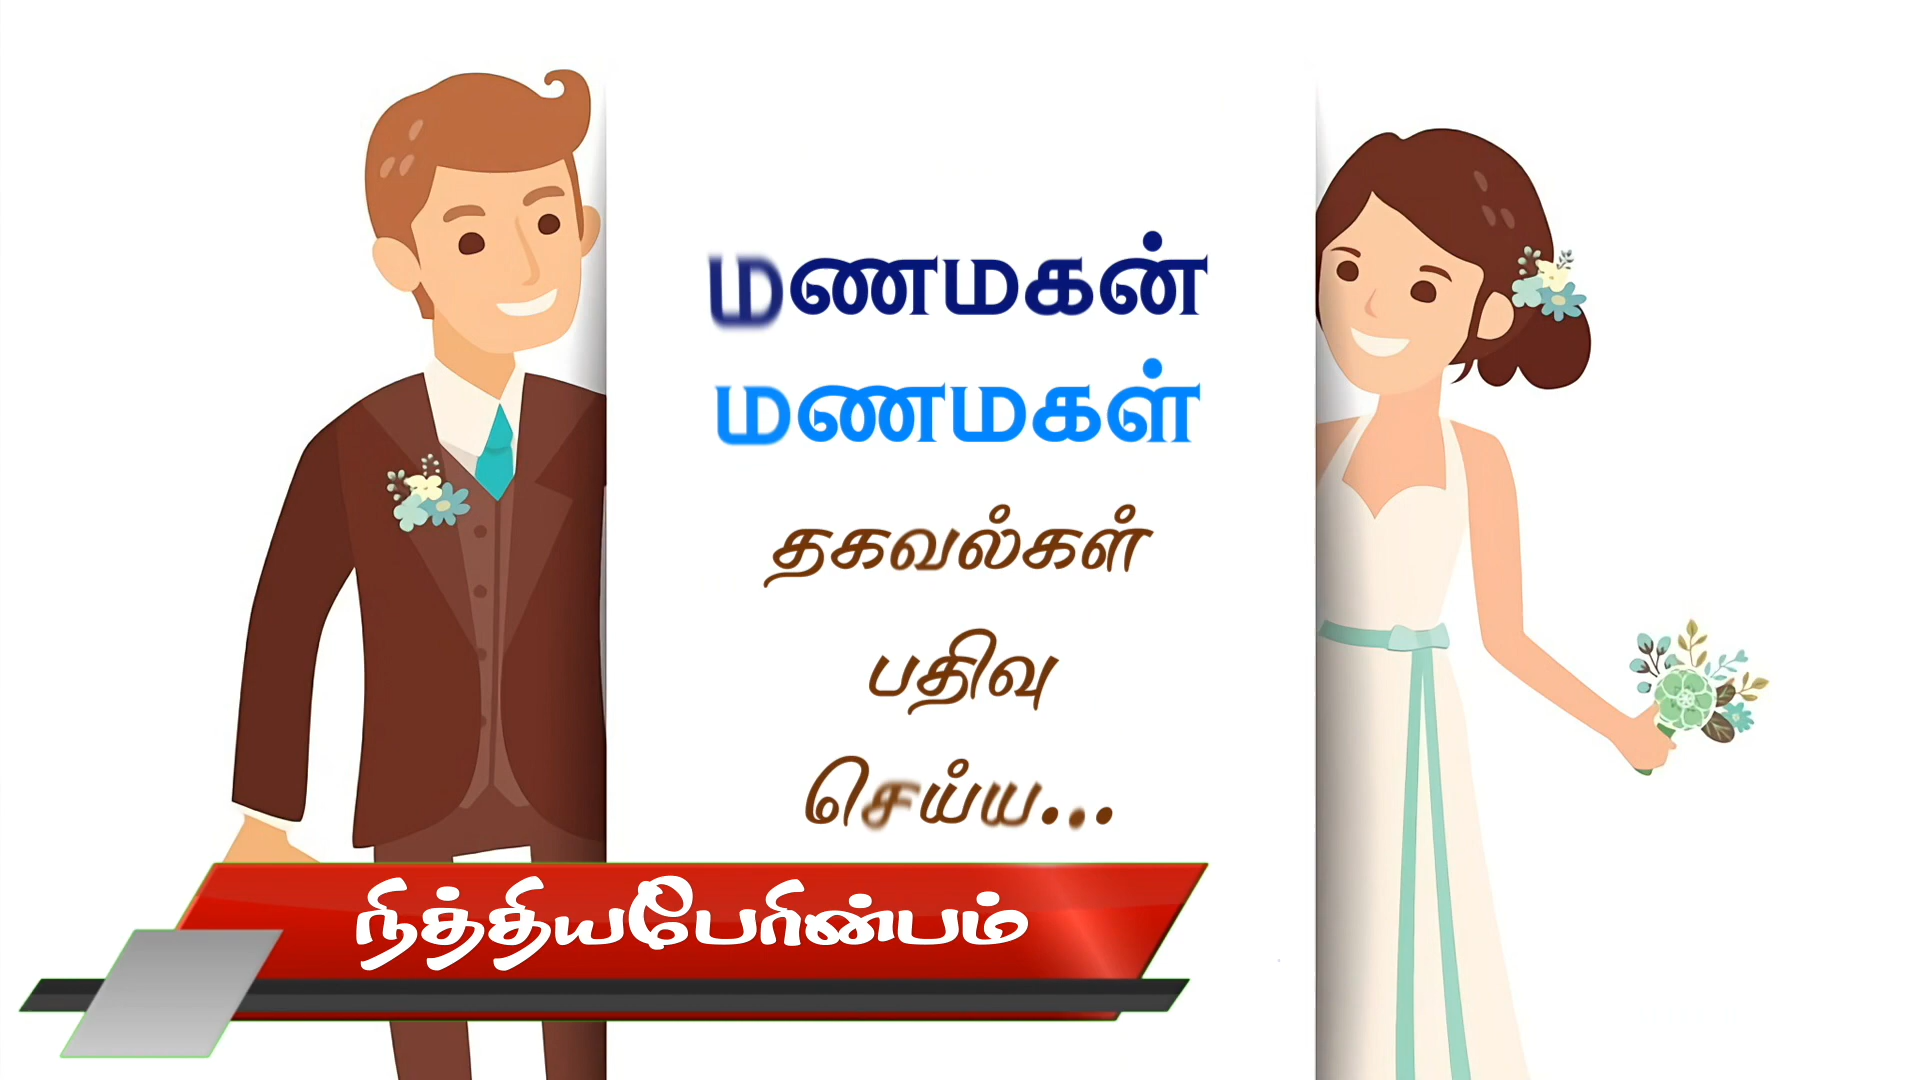 மணமகன்
மணமகள்
தகவல்கள்
பதிவு
செய்ய...
நித்தியபேரின்பம்